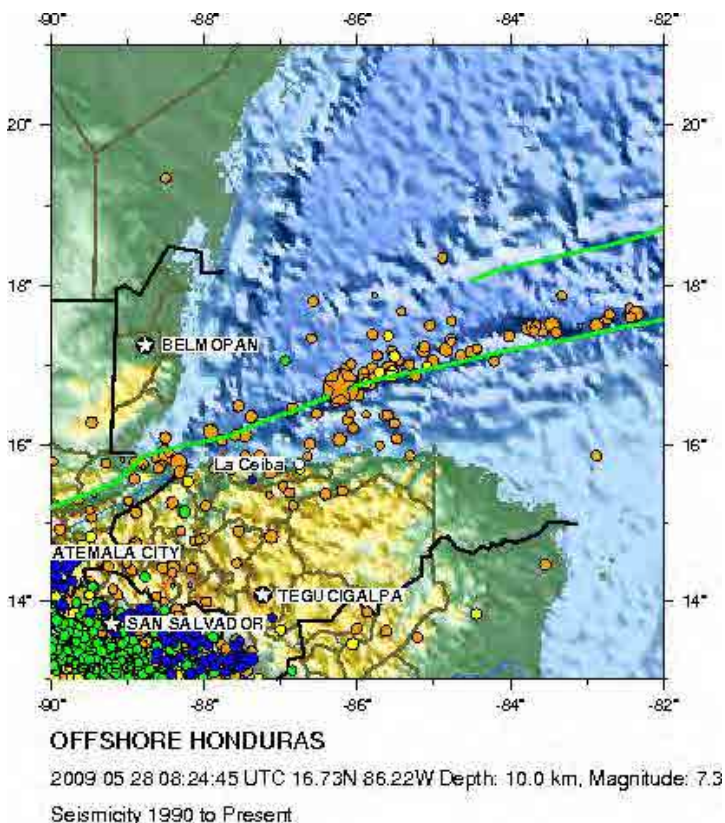 -90° -88° -86° -84° -82°
20° 20°
18° 18°
BELMOPAN
16° 16°
La Ceiba
ATEMALA CITY
TEGUCIGALPA
14° 14°
SAN SALVADOR
-90 -88 -86 -84 -82
OFFSHORE HONDURAS
2009 05 28 08:24:45 UTC 16.73N 86.22W Depth: 10.0 km, Magnitude: 7.3
Seismicity 1990 to Present